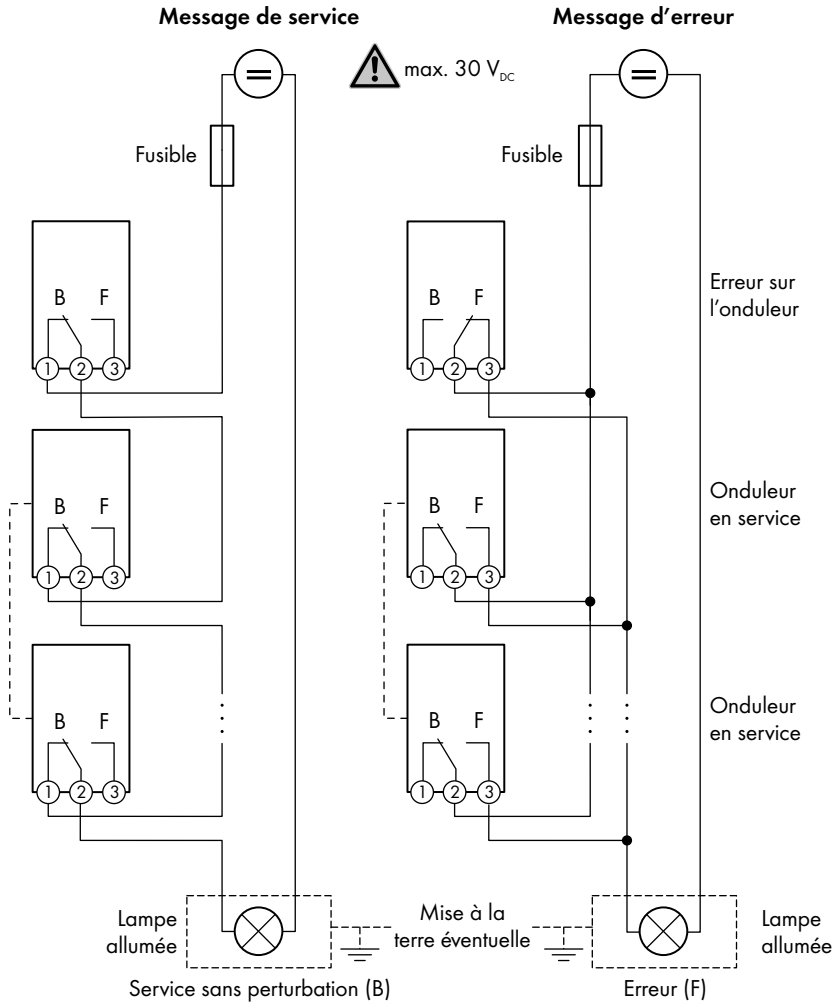 Message de service
Message d'erreur
max. 30 V_DC
Fusible
Fusible
B F
1 2 3
B F
1 2 3
Erreur sur
l'onduleur
B F
1 2 3
B F
1 2 3
Onduleur
en service
B F
1 2 3
B F
1 2 3
Onduleur
en service
Lampe
allumée
Mise à la
terre éventuelle
Lampe
allumée
Service sans perturbation (B)
Erreur (F)